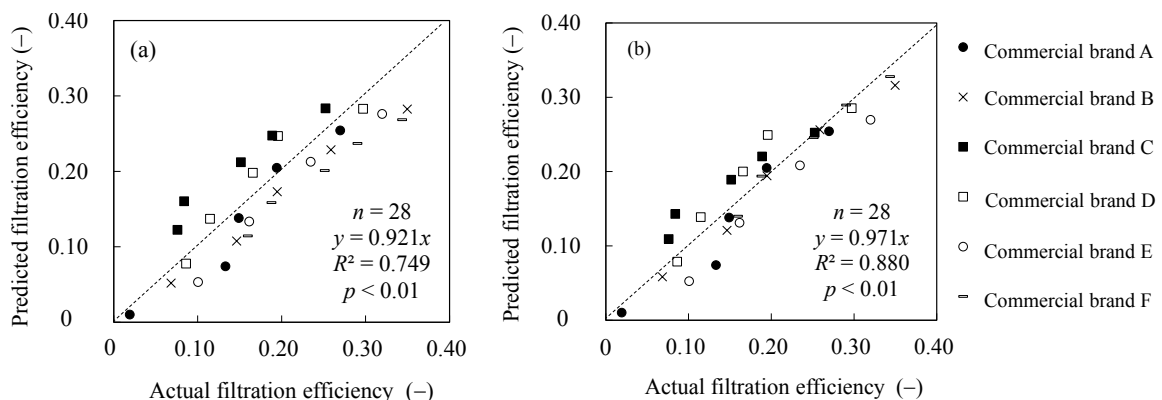 (a)
Predicted filtration efficiency (–)
0.40
0.30
0.20
0.10
0
n = 28
y = 0.921x
R² = 0.749
p < 0.01
0 0.10 0.20 0.30 0.40
Actual filtration efficiency (–)
(b)
Predicted filtration efficiency (–)
0.40
0.30
0.20
0.10
0
n = 28
y = 0.971x
R² = 0.880
p < 0.01
0 0.10 0.20 0.30 0.40
Actual filtration efficiency (–)
Commercial brand A
Commercial brand B
Commercial brand C
Commercial brand D
Commercial brand E
Commercial brand F